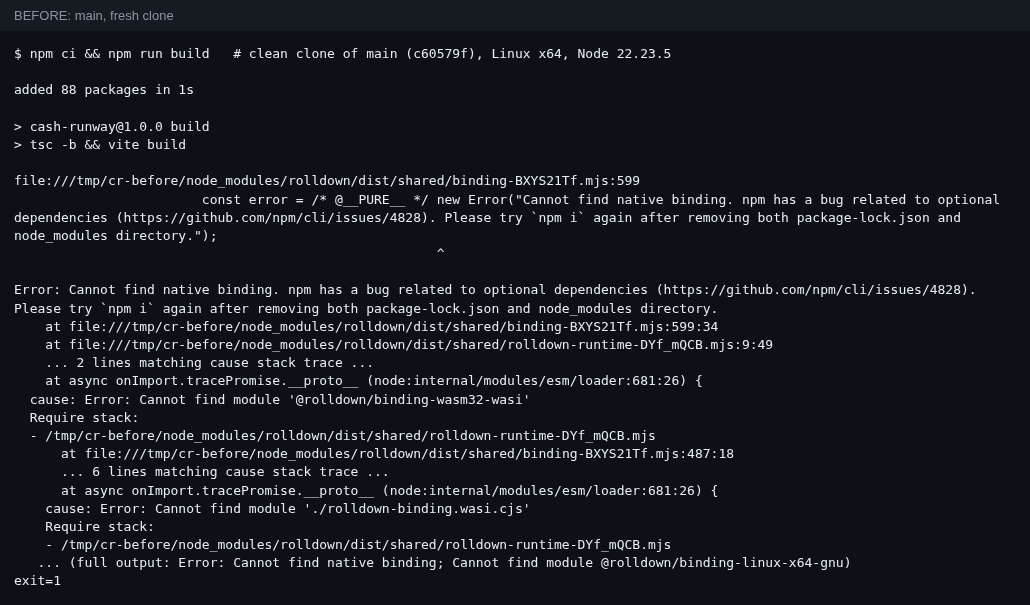 BEFORE: main, fresh clone
$ npm ci && npm run build   # clean clone of main (c60579f), Linux x64, Node 22.23.5
added 88 packages in 1s
> cash-runway@1.0.0 build
> tsc -b && vite build
file:///tmp/cr-before/node_modules/rolldown/dist/shared/binding-BXYS21Tf.mjs:599
                        const error = /* @__PURE__ */ new Error("Cannot find native binding. npm has a bug related to optional
dependencies (https://github.com/npm/cli/issues/4828). Please try `npm i` again after removing both package-lock.json and
node_modules directory.");
                                                      ^
Error: Cannot find native binding. npm has a bug related to optional dependencies (https://github.com/npm/cli/issues/4828).
Please try `npm i` again after removing both package-lock.json and node_modules directory.
    at file:///tmp/cr-before/node_modules/rolldown/dist/shared/binding-BXYS21Tf.mjs:599:34
    at file:///tmp/cr-before/node_modules/rolldown/dist/shared/rolldown-runtime-DYf_mQCB.mjs:9:49
    ... 2 lines matching cause stack trace ...
    at async onImport.tracePromise.__proto__ (node:internal/modules/esm/loader:681:26) {
  cause: Error: Cannot find module '@rolldown/binding-wasm32-wasi'
  Require stack:
  - /tmp/cr-before/node_modules/rolldown/dist/shared/rolldown-runtime-DYf_mQCB.mjs
      at file:///tmp/cr-before/node_modules/rolldown/dist/shared/binding-BXYS21Tf.mjs:487:18
      ... 6 lines matching cause stack trace ...
      at async onImport.tracePromise.__proto__ (node:internal/modules/esm/loader:681:26) {
    cause: Error: Cannot find module './rolldown-binding.wasi.cjs'
    Require stack:
    - /tmp/cr-before/node_modules/rolldown/dist/shared/rolldown-runtime-DYf_mQCB.mjs
   ... (full output: Error: Cannot find native binding; Cannot find module @rolldown/binding-linux-x64-gnu)
exit=1